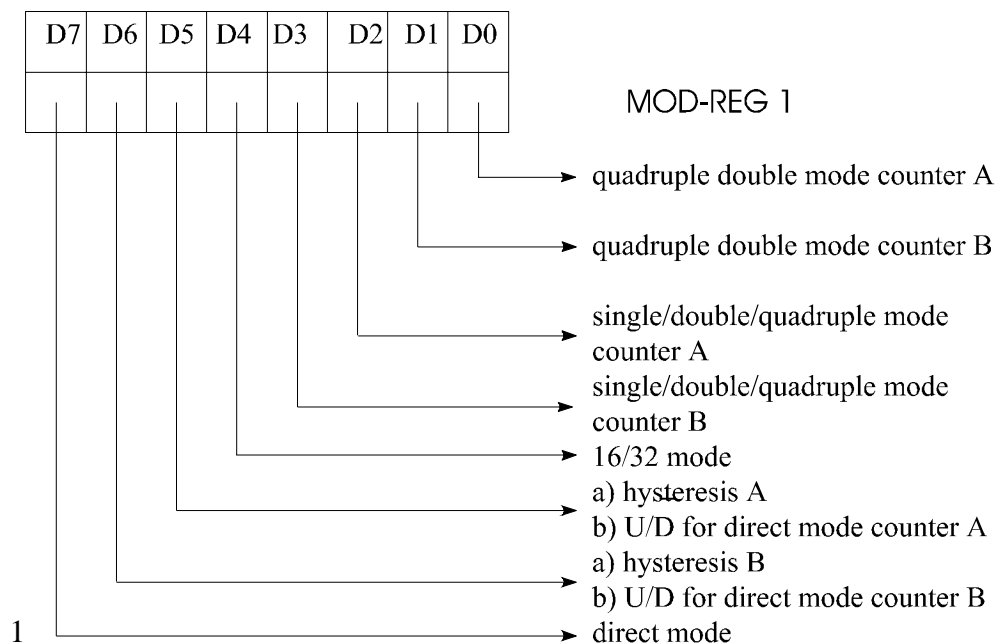 D7 D6 D5 D4 D3 D2 D1 D0
MOD-REG 1
quadruple double mode counter A
quadruple double mode counter B
single/double/quadruple mode
counter A
single/double/quadruple mode
counter B
16/32 mode
a) hysteresis A
b) U/D for direct mode counter A
a) hysteresis B
b) U/D for direct mode counter B
1 direct mode